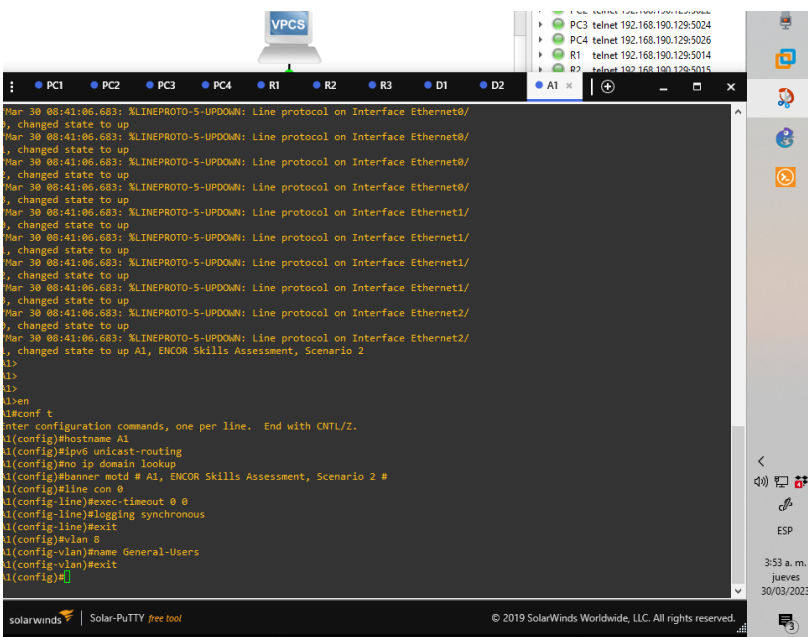 VPCS
PC3 telnet 192.168.190.129:5024
PC4 telnet 192.168.190.129:5026
R1 telnet 192.168.190.129:5014
R2 telnet 192.168.190.129:5015
PC1 PC2 PC3 PC4 R1 R2 R3 D1 D2 A1
*Mar 30 08:41:06.683: %LINEPROTO-5-UPDOWN: Line protocol on Interface Ethernet0/
0, changed state to up
*Mar 30 08:41:06.683: %LINEPROTO-5-UPDOWN: Line protocol on Interface Ethernet0/
1, changed state to up
*Mar 30 08:41:06.683: %LINEPROTO-5-UPDOWN: Line protocol on Interface Ethernet0/
2, changed state to up
*Mar 30 08:41:06.683: %LINEPROTO-5-UPDOWN: Line protocol on Interface Ethernet0/
3, changed state to up
*Mar 30 08:41:06.683: %LINEPROTO-5-UPDOWN: Line protocol on Interface Ethernet1/
0, changed state to up
*Mar 30 08:41:06.683: %LINEPROTO-5-UPDOWN: Line protocol on Interface Ethernet1/
1, changed state to up
*Mar 30 08:41:06.683: %LINEPROTO-5-UPDOWN: Line protocol on Interface Ethernet1/
2, changed state to up
*Mar 30 08:41:06.683: %LINEPROTO-5-UPDOWN: Line protocol on Interface Ethernet1/
3, changed state to up
*Mar 30 08:41:06.683: %LINEPROTO-5-UPDOWN: Line protocol on Interface Ethernet2/
0, changed state to up
*Mar 30 08:41:06.683: %LINEPROTO-5-UPDOWN: Line protocol on Interface Ethernet2/
1, changed state to up A1, ENCOR Skills Assessment, Scenario 2
A1>
A1>
A1>
A1>en
A1#conf t
Enter configuration commands, one per line. End with CNTL/Z.
A1(config)#hostname A1
A1(config)#ipv6 unicast-routing
A1(config)#no ip domain lookup
A1(config)#banner motd # A1, ENCOR Skills Assessment, Scenario 2 #
A1(config)#line con 0
A1(config-line)#exec-timeout 0 0
A1(config-line)#logging synchronous
A1(config-line)#exit
A1(config)#vlan 8
A1(config-vlan)#name General-Users
A1(config-vlan)#exit
A1(config)#
solarwinds Solar-PuTTY free tool © 2019 SolarWinds Worldwide, LLC. All rights reserved.
ESP
3:53 a. m.
jueves
30/03/2023
3